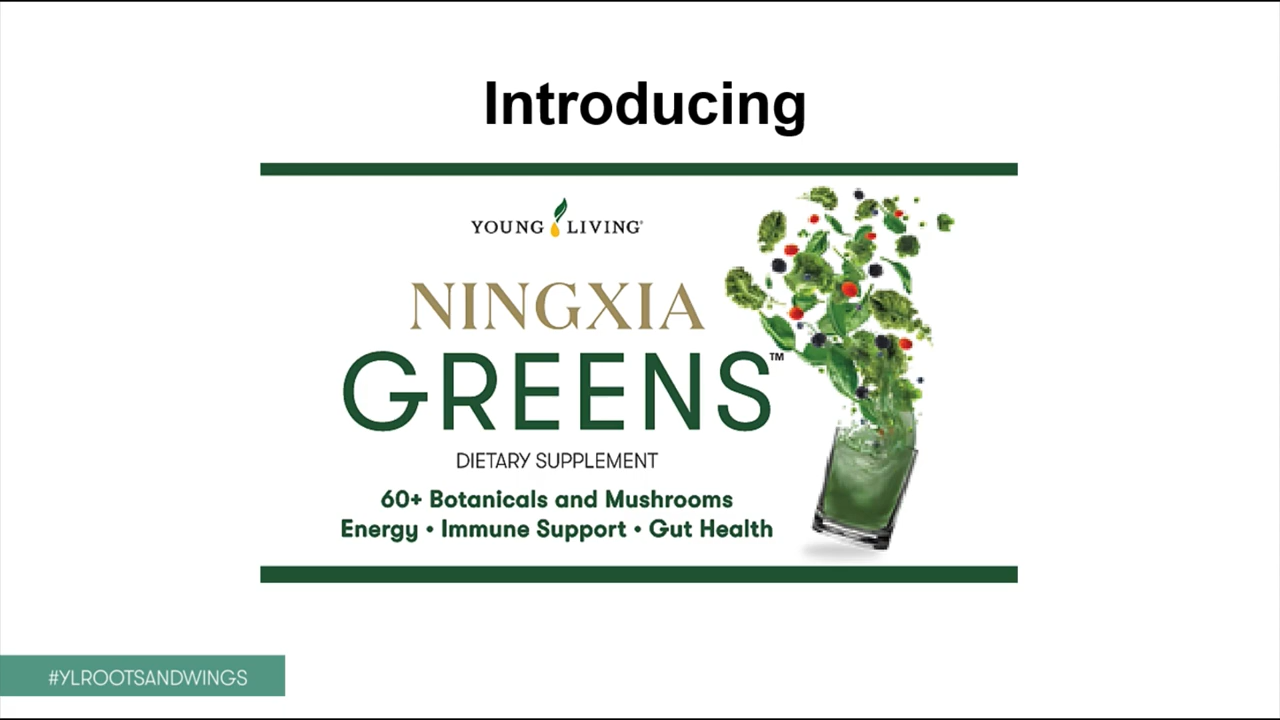 Introducing
YOUNG LIVING®
NINGXIA
GREENS™
DIETARY SUPPLEMENT
60+ Botanicals and Mushrooms
Energy • Immune Support • Gut Health
#YLROOTSANDWINGS